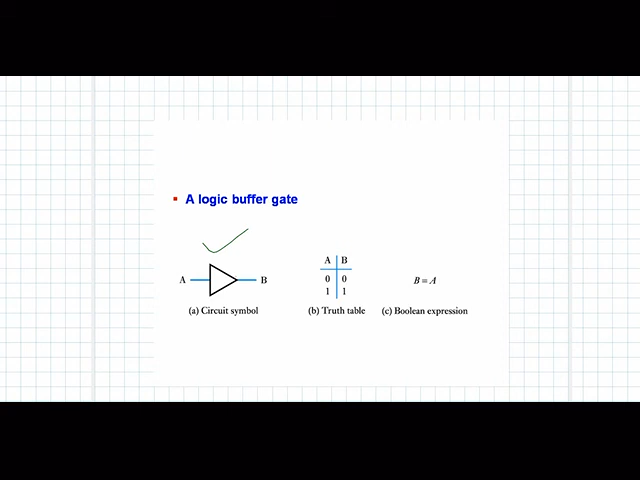 A logic buffer gate
A B
A B 0 0 B = A
1 1
(a) Circuit symbol (b) Truth table (c) Boolean expression